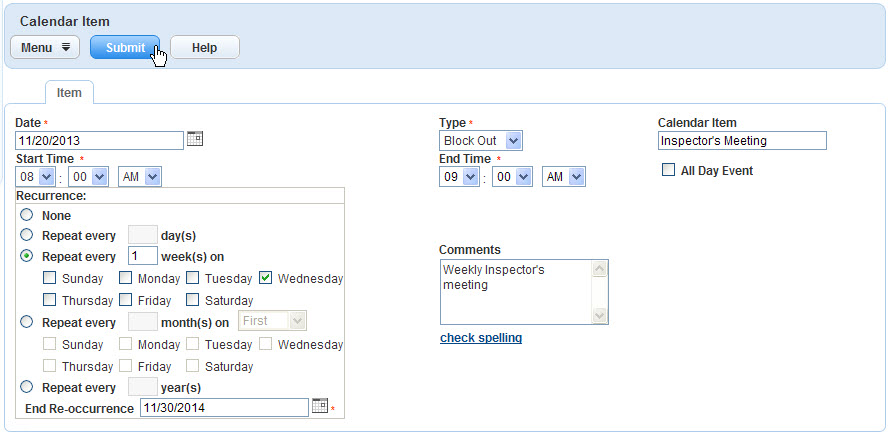 Calendar Item
Menu Submit Help
Item
Date * Type * Calendar Item
11/20/2013 Block Out Inspector's Meeting
Start Time * End Time * All Day Event
08 : 00 AM 09 : 00 AM
Recurrence:
None
Repeat every day(s)
Repeat every 1 week(s) on
Sunday Monday Tuesday Wednesday
Thursday Friday Saturday
Repeat every month(s) on First
Sunday Monday Tuesday Wednesday
Thursday Friday Saturday
Repeat every year(s)
End Re-occurrence 11/30/2014 *
Comments
Weekly Inspector's
meeting
check spelling